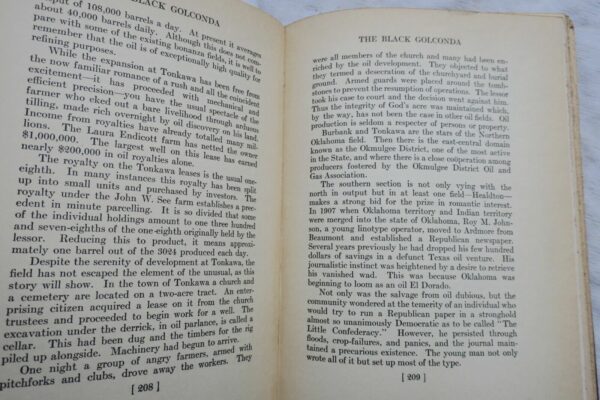 BLACK GOLCONDA
put of 108,000 barrels a day. At present it averages
about 40,000 barrels daily. Although this does not com-
pare with some of the existing bonanza fields, it is well to
remember that the oil is of exceptionally high quality for
refining purposes.
While the expansion at Tonkawa has been free from
the now familiar romance of a rush and all the coincident
excitement—it has proceeded with mechanical and
efficient precision—you have the usual spectacle of the
farmer who eked out a bare livelihood through arduous
tilling, made rich overnight by oil discovery on his land.
Income from royalties have already totalled many mil-
lions. The Laura Endicott farm has netted its owner
$1,000,000. The largest well on this lease has earned
nearly $200,000 in oil royalties alone.
The royalty on the Tonkawa leases is the usual one-
eighth. In many instances this royalty has been split
up into small units and purchased by investors. The
royalty under the John W. See farm establishes a prec-
edent in minute parcelling. It is so divided that some
of the individual holdings amount to one three hundred
and seven-eighths of the one-eighth originally held by the
lessor. Reducing this to product, it means approxi-
mately one barrel out of the 3024 produced each day.
Despite the serenity of development at Tonkawa, the
field has not escaped the element of the unusual, as this
story will show. In the town of Tonkawa a church and
a cemetery are located on a two-acre tract. An enter-
prising citizen acquired a lease on it from the church
trustees and proceeded to begin work for a well. The
excavation under the derrick, in oil parlance, is called a
cellar. This had been dug and the timbers for the rig
piled up alongside. Machinery had begun to arrive.
One night a group of angry farmers, armed with
pitchforks and clubs, drove away the workers. They
[ 208 ]
THE BLACK GOLCONDA
were all members of the church and many had been en-
riched by the oil development. They objected to what
they termed a desecration of the churchyard and burial
ground. Armed guards were placed around the tomb-
stones to prevent the resumption of operations. The lessor
took his case to court and the decision went against him.
Thus the integrity of God's acre was maintained which,
by the way, has not been the case in other oil fields. Oil
production is seldom a respecter of persons or property.
Burbank and Tonkawa are the stars of the Northern
Oklahoma field. Then there is the east-central domain
known as the Okmulgee District, one of the most active
in the State, and where there is a close coöperation among
producers fostered by the Okmulgee District Oil and
Gas Association.
The southern section is not only vying with the
north in output but in at least one field—Healdton—
makes a strong bid for the prize in romantic interest.
In 1907 when Oklahoma territory and Indian territory
were merged into the state of Oklahoma, Roy M. John-
son, a young linotype operator, moved to Ardmore from
Beaumont and established a Republican newspaper.
Several years previously he had dropped his few hundred
dollars of savings in a defunct Texas oil venture. His
journalistic instinct was heightened by a desire to retrieve
his vanished wad. This was because Oklahoma was
beginning to loom as an oil El Dorado.
Not only was the salvage from oil dubious, but the
community wondered at the temerity of an individual who
would try to run a Republican paper in a stronghold
almost so unanimously Democratic as to be called "The
Little Confederacy." However, he persisted through
floods, crop-failures, and panics, and the journal main-
tained a precarious existence. The young man not only
wrote all of it but set up most of the type.
[ 209 ]